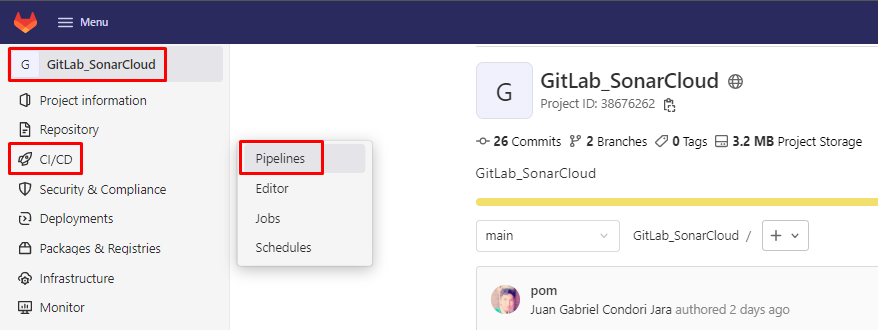 Menu
G GitLab_SonarCloud
Project information
Repository
CI/CD
Security & Compliance
Deployments
Packages & Registries
Infrastructure
Monitor
Pipelines
Editor
Jobs
Schedules
G
GitLab_SonarCloud
Project ID: 38676262
26 Commits 2 Branches 0 Tags 3.2 MB Project Storage
GitLab_SonarCloud
main GitLab_SonarCloud / +
pom
Juan Gabriel Condori Jara authored 2 days ago